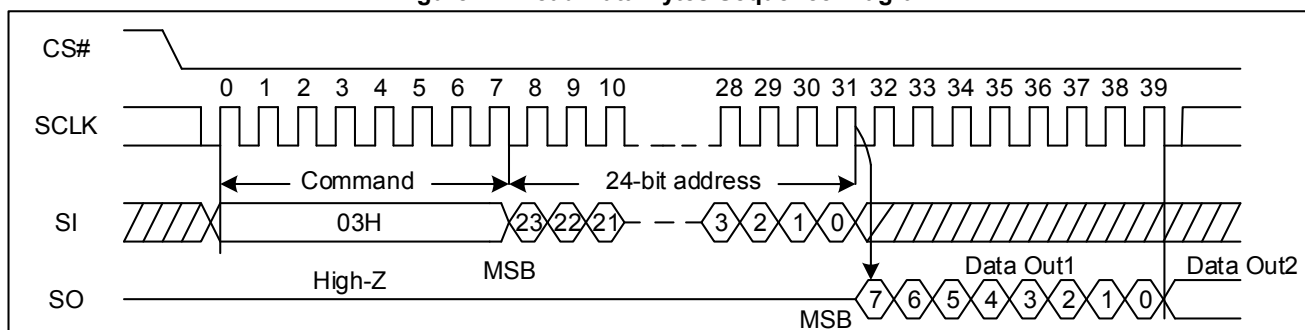 CS#
0 1 2 3 4 5 6 7 8 9 10 28 29 30 31 32 33 34 35 36 37 38 39
SCLK
Command 24-bit address
SI 03H 23 22 21 3 2 1 0
High-Z MSB Data Out1 Data Out2
SO 7 6 5 4 3 2 1 0
MSB